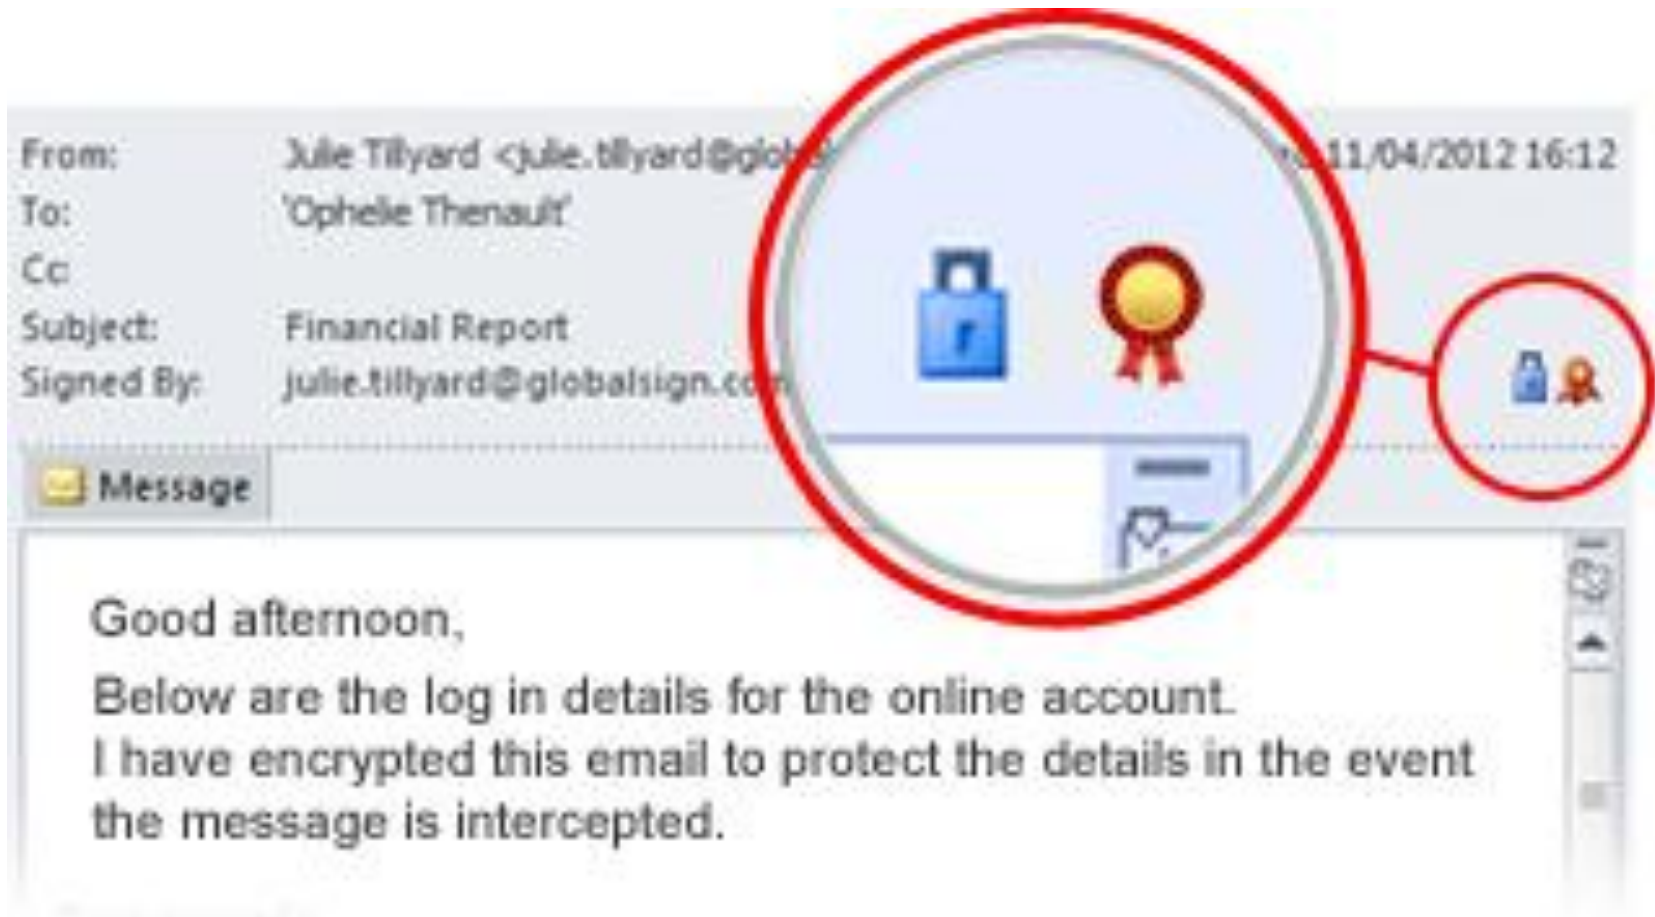 From: Julie Tillyard <julie.tillyard@globa 11/04/2012 16:12
To: 'Ophelie Thenault'
Cc:
Subject: Financial Report
Signed By: julie.tillyard@globalsign.com
Message
Good afternoon,
Below are the log in details for the online account.
I have encrypted this email to protect the details in the event
the message is intercepted.